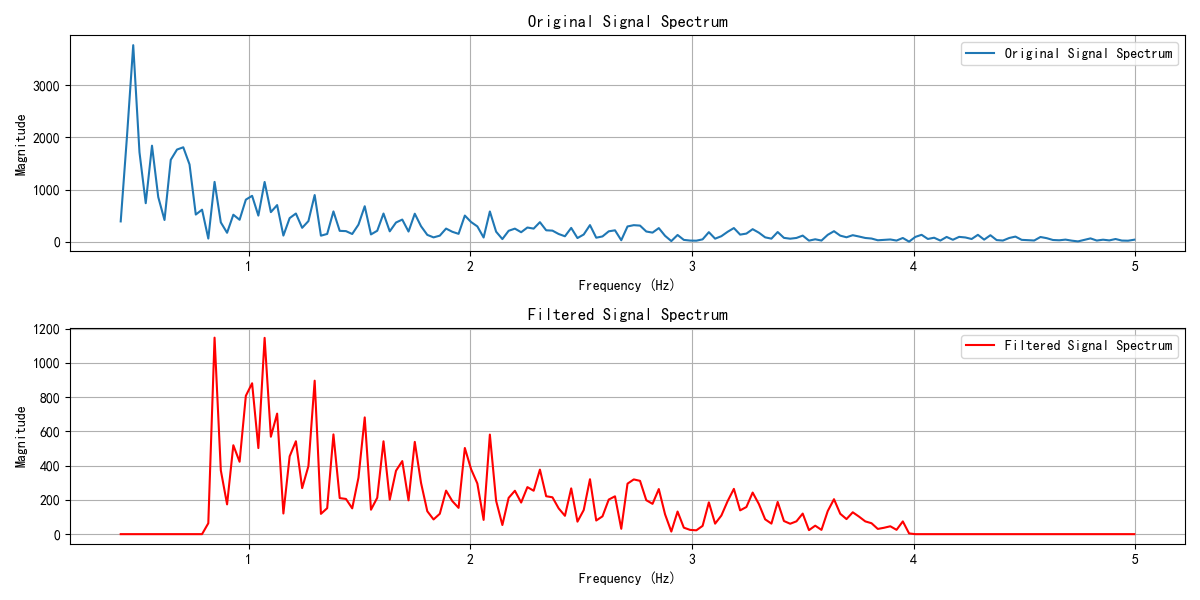 Original Signal Spectrum
Original Signal Spectrum
Magnitude
3000
2000
1000
0
1 2 3 4 5
Frequency (Hz)
Filtered Signal Spectrum
Filtered Signal Spectrum
Magnitude
1200
1000
800
600
400
200
0
1 2 3 4 5
Frequency (Hz)